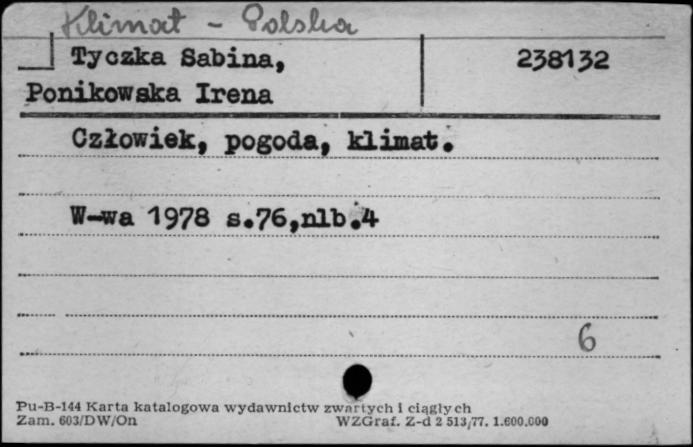 Klimat - Polska
Tyczka Sabina, 238132
Ponikowska Irena
Człowiek, pogoda, klimat.
W-wa 1978 s.76,nlb.4
6
Pu-B-144 Karta katalogowa wydawnictw zwartych i ciągłych
Zam. 603/DW/On WZGraf. Z-d 2 513/77. 1.600.000